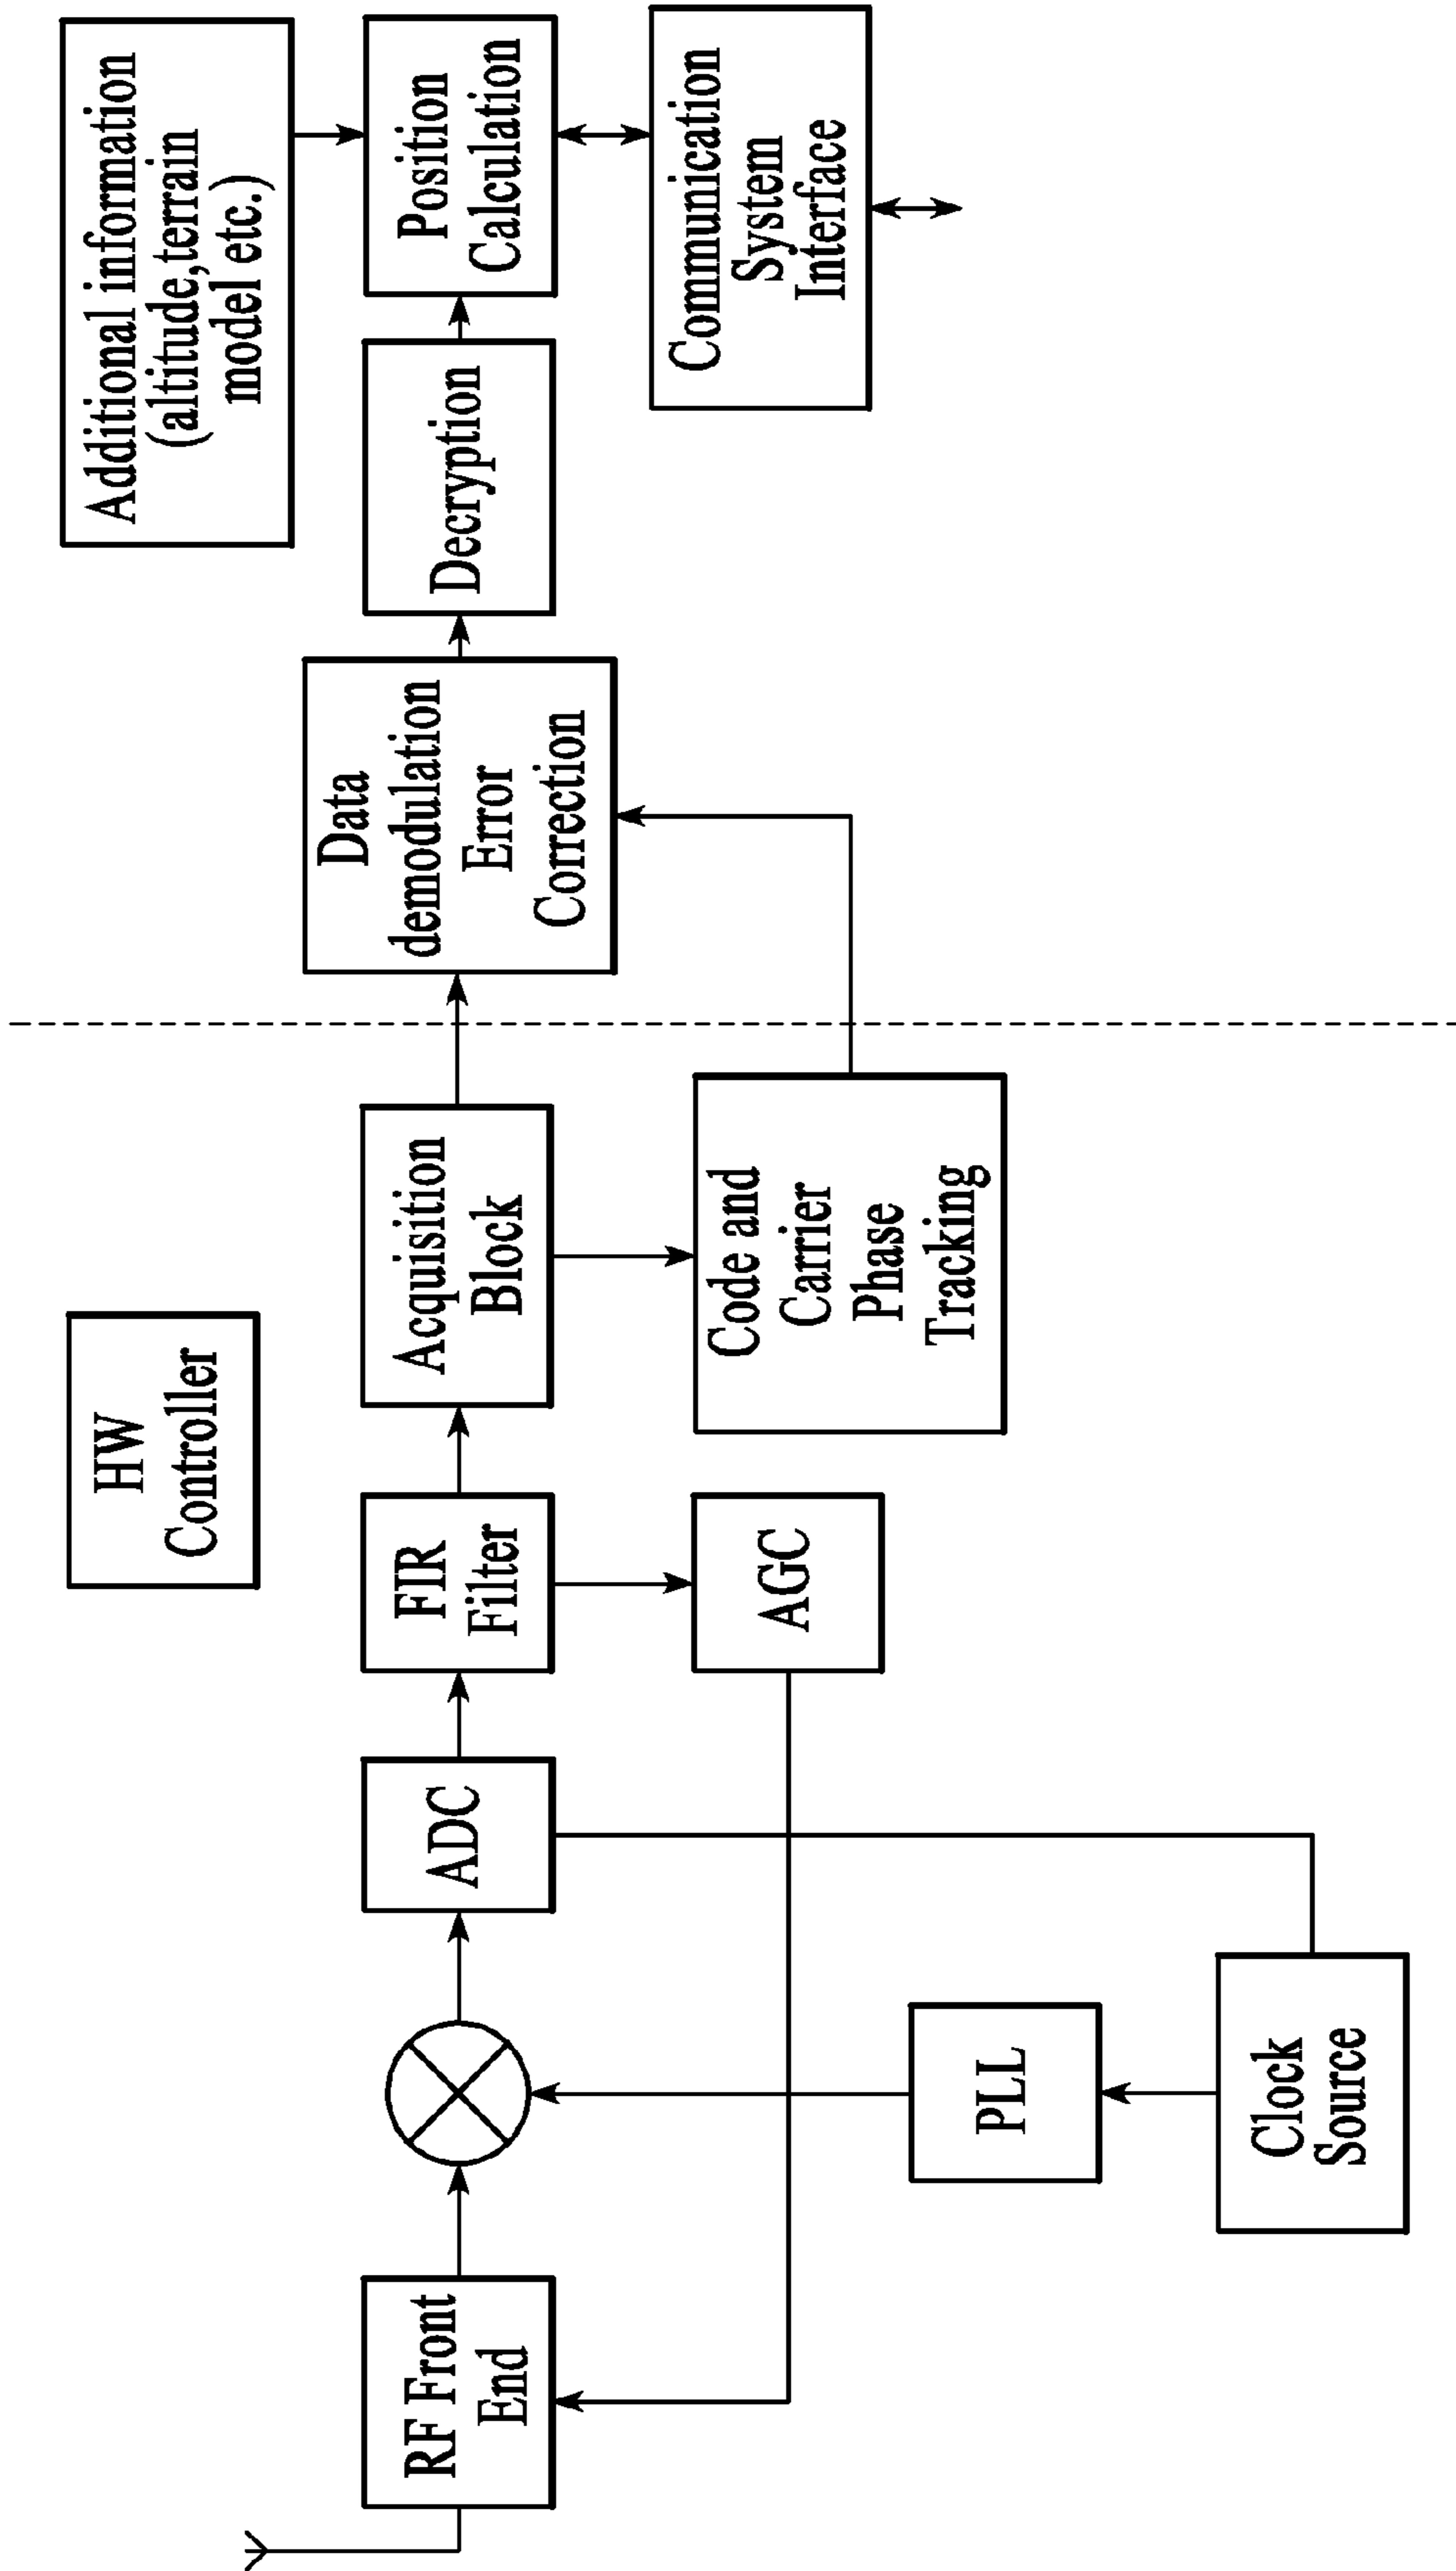 Additional information
(altitude,terrain
model etc.)
HW
Controller
RF Front
End
ADC
FIR
Filter
Acquisition
Block
Data
demodulation
Error
Correction
Decryption
Position
Calculation
AGC
Code and
Carrier
Phase
Tracking
Communication
System
Interface
PLL
Clock
Source